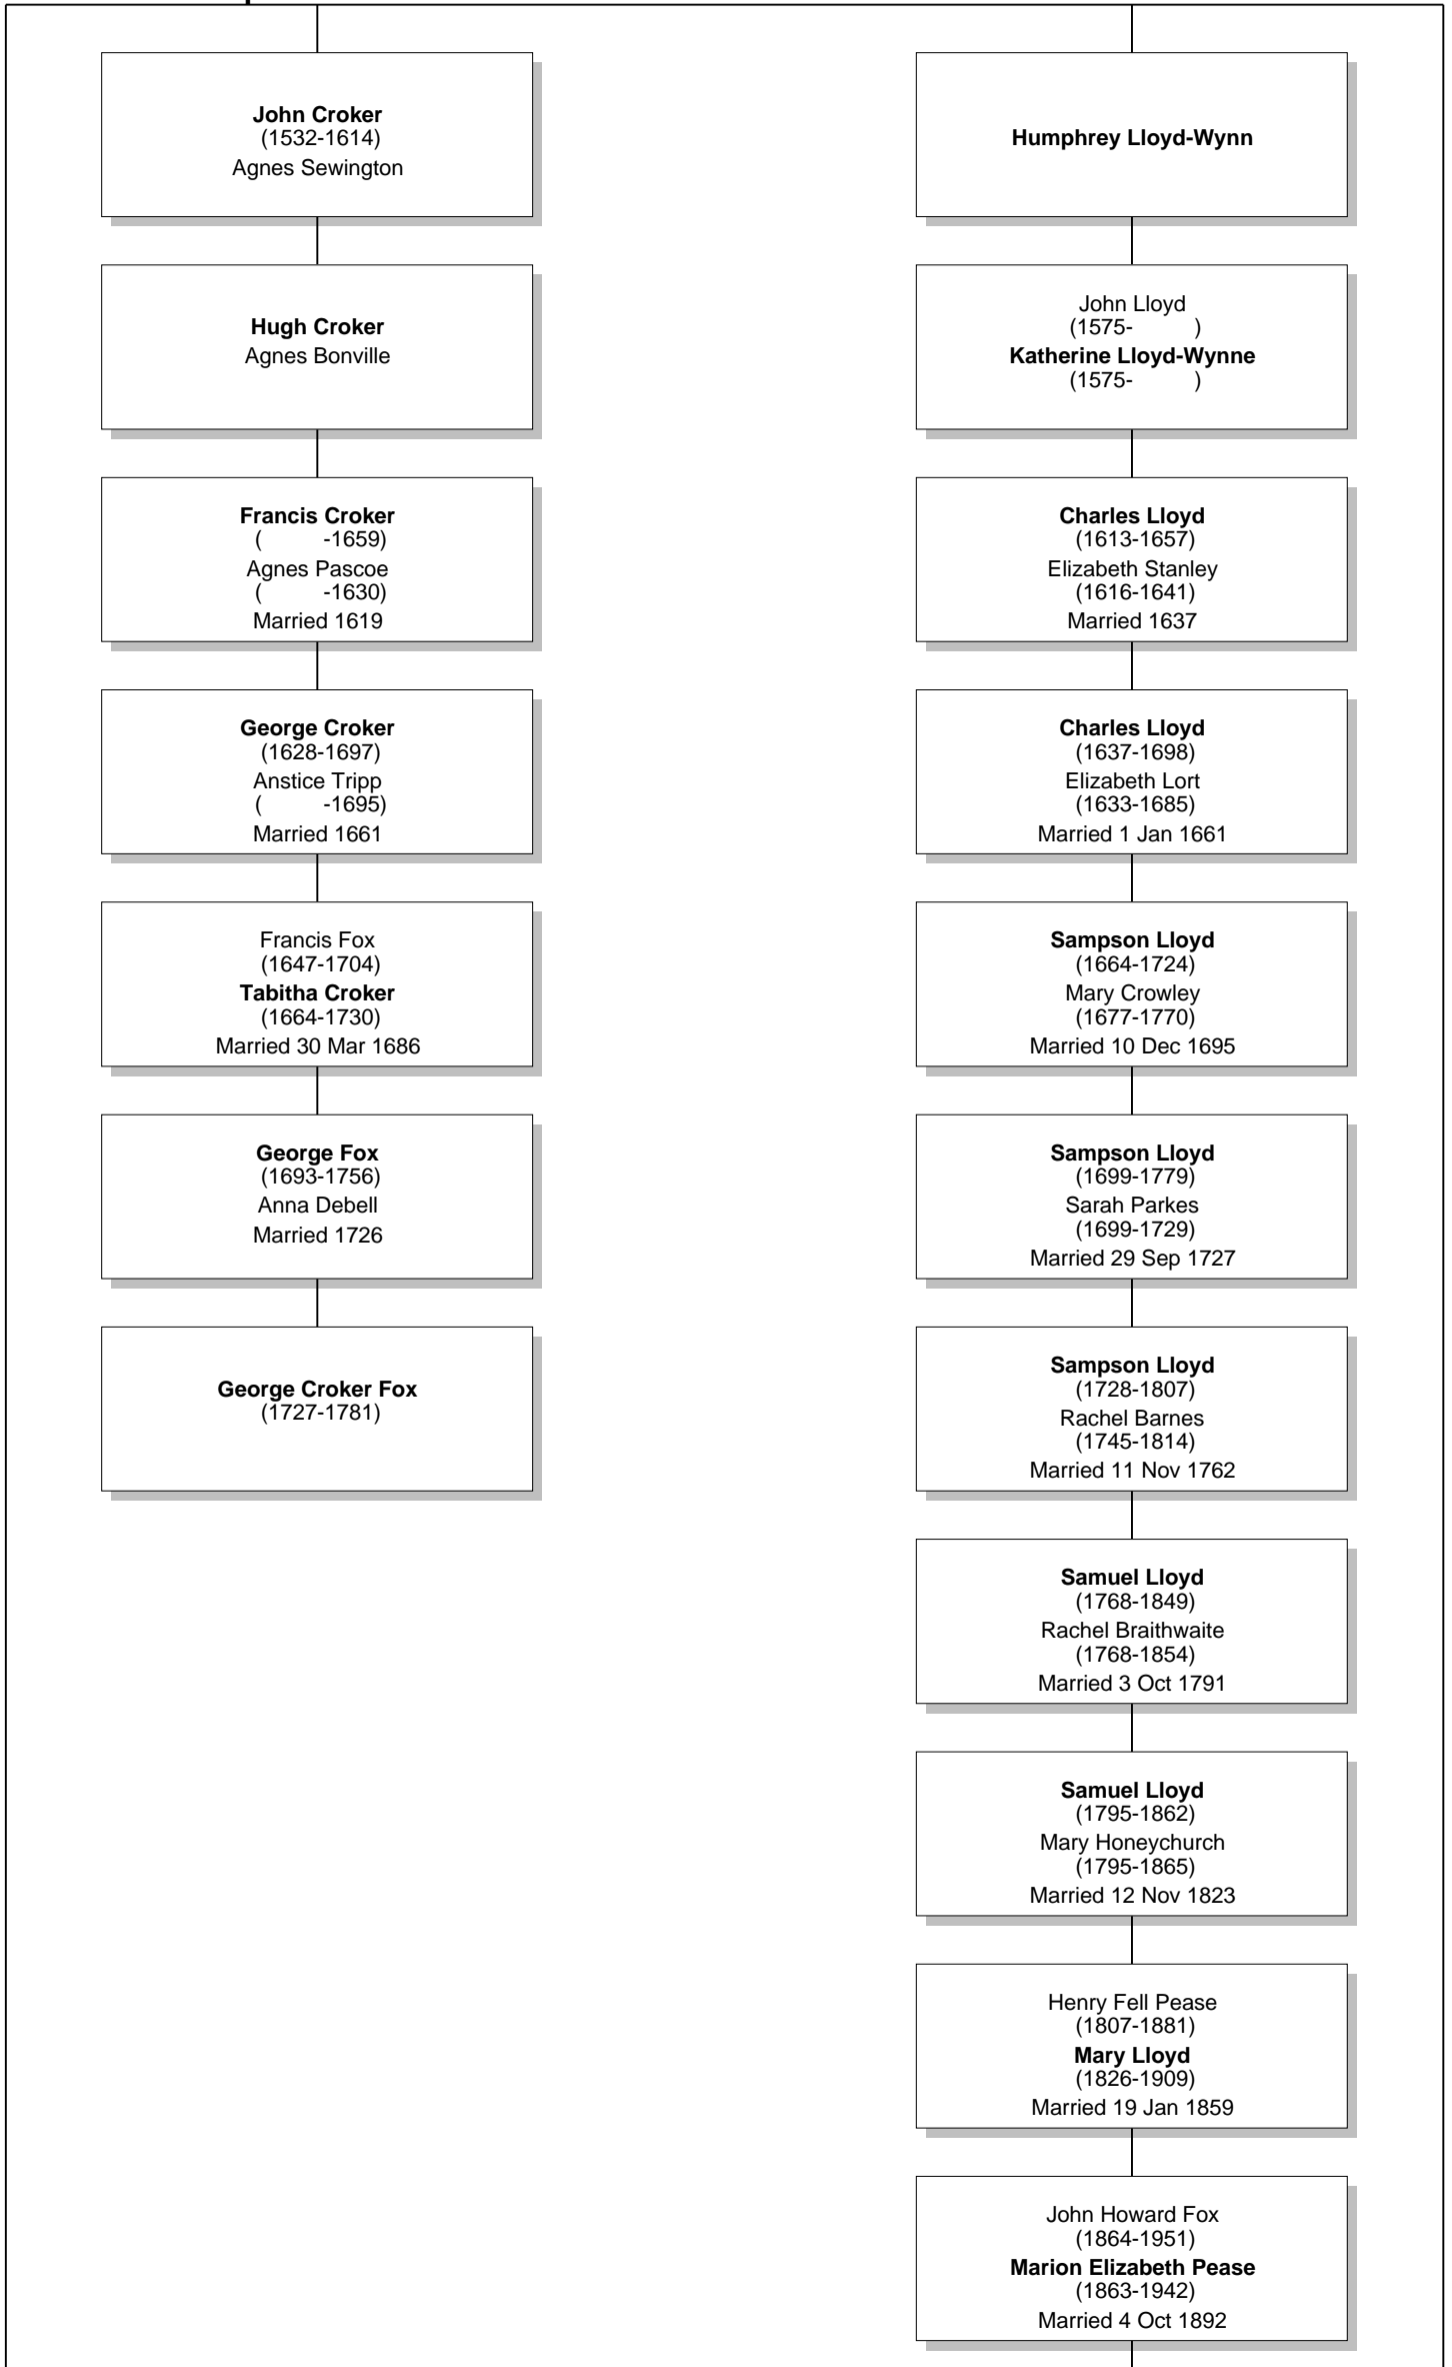 John Croker
(1532-1614)
Agnes Sewington
Hugh Croker
Agnes Bonville
Francis Croker
( -1659)
Agnes Pascoe
( -1630)
Married 1619
George Croker
(1628-1697)
Anstice Tripp
( -1695)
Married 1661
Francis Fox
(1647-1704)
Tabitha Croker
(1664-1730)
Married 30 Mar 1686
George Fox
(1693-1756)
Anna Debell
Married 1726
George Croker Fox
(1727-1781)
Humphrey Lloyd-Wynn
John Lloyd
(1575- )
Katherine Lloyd-Wynne
(1575- )
Charles Lloyd
(1613-1657)
Elizabeth Stanley
(1616-1641)
Married 1637
Charles Lloyd
(1637-1698)
Elizabeth Lort
(1633-1685)
Married 1 Jan 1661
Sampson Lloyd
(1664-1724)
Mary Crowley
(1677-1770)
Married 10 Dec 1695
Sampson Lloyd
(1699-1779)
Sarah Parkes
(1699-1729)
Married 29 Sep 1727
Sampson Lloyd
(1728-1807)
Rachel Barnes
(1745-1814)
Married 11 Nov 1762
Samuel Lloyd
(1768-1849)
Rachel Braithwaite
(1768-1854)
Married 3 Oct 1791
Samuel Lloyd
(1795-1862)
Mary Honeychurch
(1795-1865)
Married 12 Nov 1823
Henry Fell Pease
(1807-1881)
Mary Lloyd
(1826-1909)
Married 19 Jan 1859
John Howard Fox
(1864-1951)
Marion Elizabeth Pease
(1863-1942)
Married 4 Oct 1892